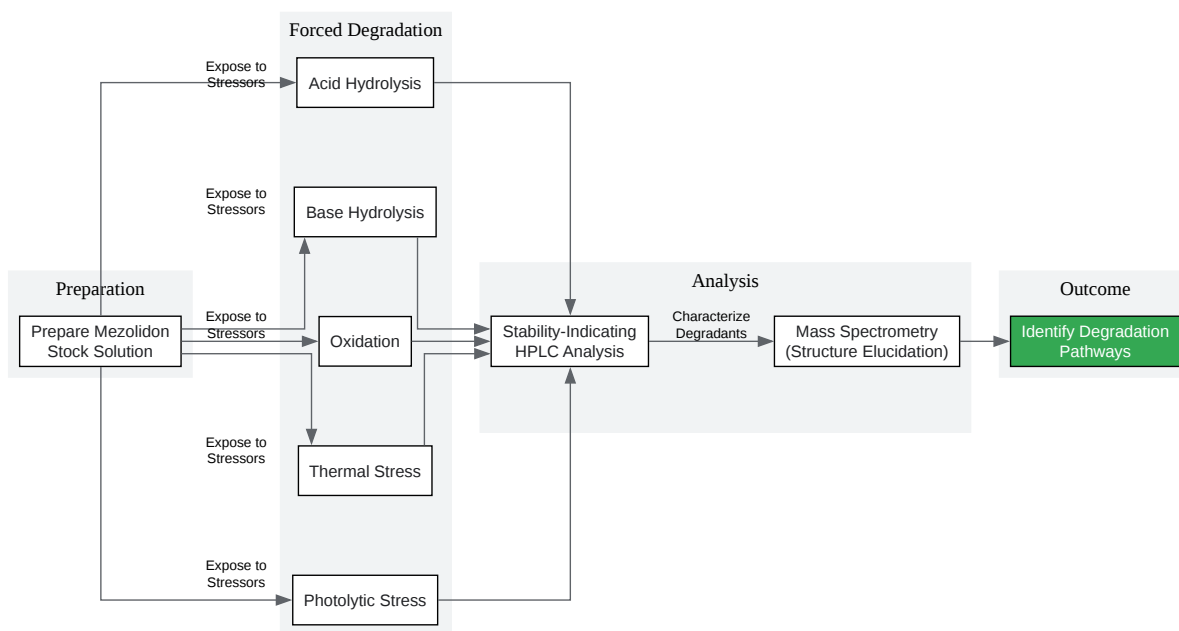 Forced Degradation
Expose to
Stressors
Acid Hydrolysis
Expose to
Stressors
Base Hydrolysis
Preparation
Prepare Mezolidon
Stock Solution
Expose to
Stressors
Oxidation
Analysis
Stability-Indicating
HPLC Analysis
Characterize
Degradants
Mass Spectrometry
(Structure Elucidation)
Outcome
Identify Degradation
Pathways
Expose to
Stressors
Thermal Stress
Expose to
Stressors
Photolytic Stress